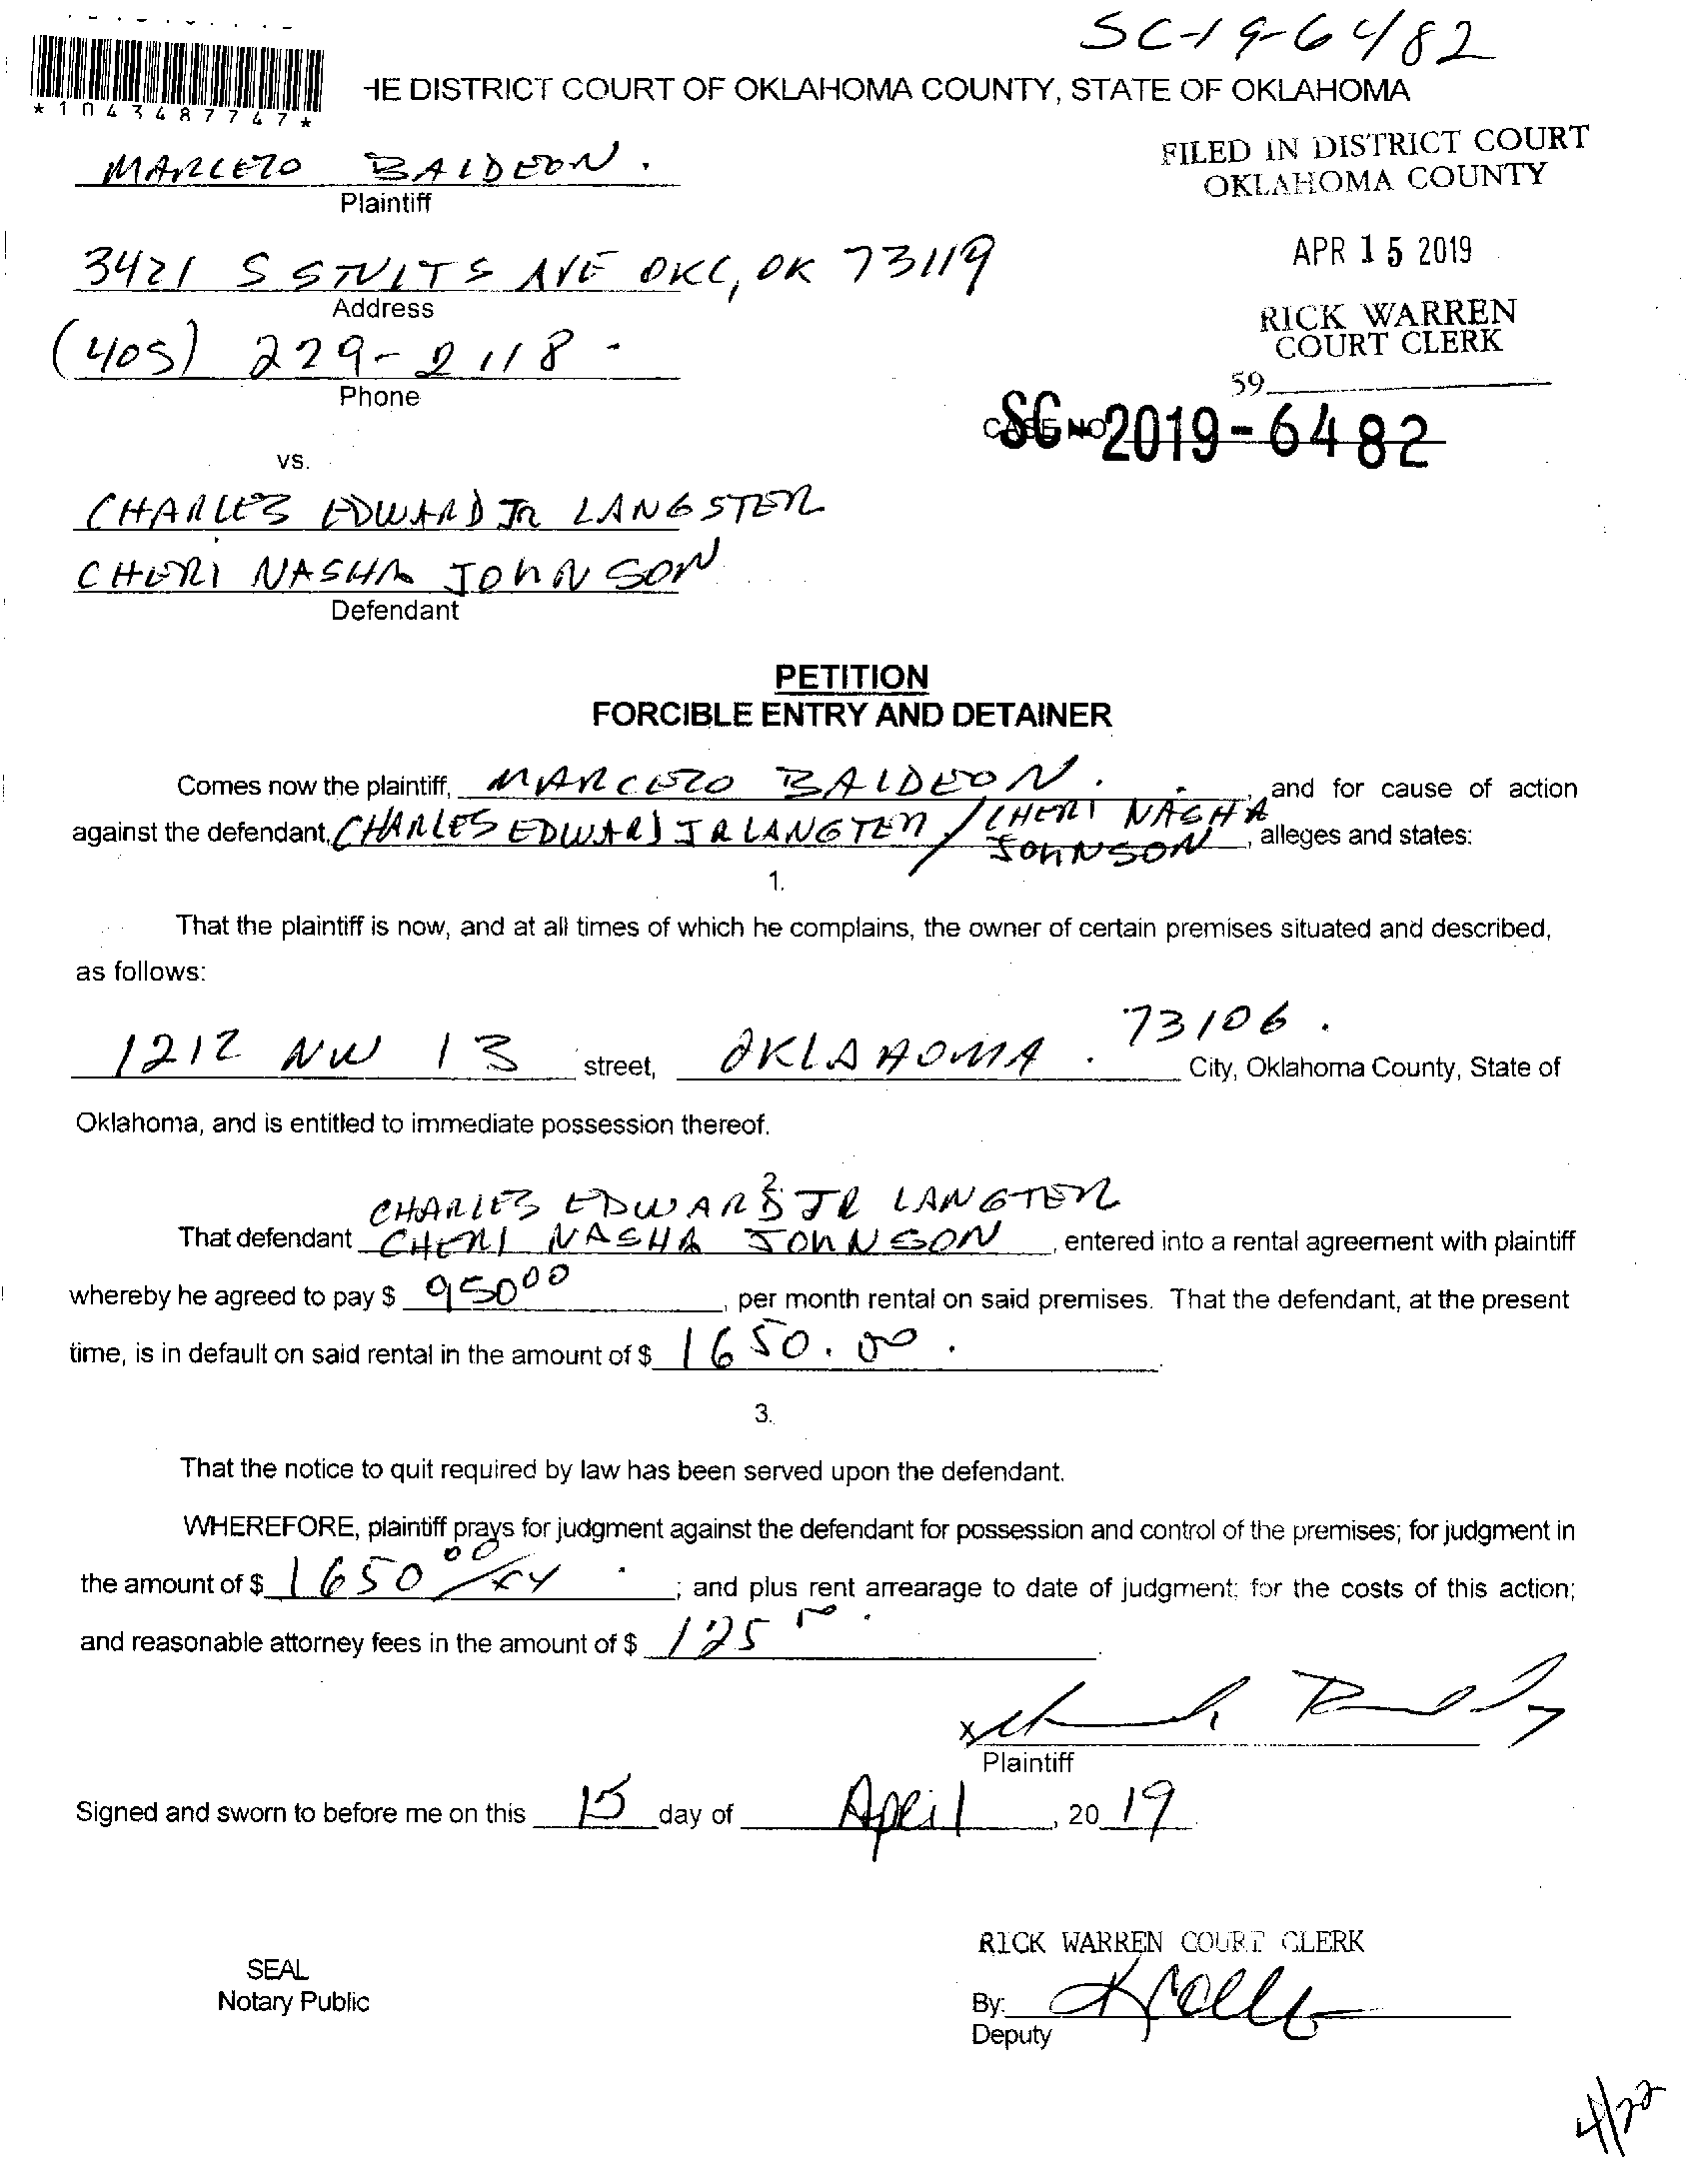 SC-19-6482
*1043487747*
HE DISTRICT COURT OF OKLAHOMA COUNTY, STATE OF OKLAHOMA
MARCELO BALDEON.
Plaintiff
FILED IN DISTRICT COURT
OKLAHOMA COUNTY
3421 S AVE OKC, OK 73119
Address
APR 15 2019
(405) 229-2118
Phone
RICK WARREN
COURT CLERK
59
CASE NO
SC-2019-6482
vs.
CHARLES EDWARD JR LANGSTER
CHERI NASHA JOHNSON
Defendant
PETITION
FORCIBLE ENTRY AND DETAINER
Comes now the plaintiff, MARCELO BALDEON. , and for cause of action
against the defendant, CHARLES EDWARD JR LANGTER / CHERI NASHA JOHNSON, alleges and states:
1.
That the plaintiff is now, and at all times of which he complains, the owner of certain premises situated and described,
as follows:
1212 NW 13 street, OKLAHOMA. 73106. City, Oklahoma County, State of
Oklahoma, and is entitled to immediate possession thereof.
2.
CHARLES EDWARD JR LANGTER
That defendant CHERI NASHA JOHNSON, entered into a rental agreement with plaintiff
whereby he agreed to pay $ 950 00, per month rental on said premises. That the defendant, at the present
time, is in default on said rental in the amount of $ 1650.00.
3.
That the notice to quit required by law has been served upon the defendant.
WHEREFORE, plaintiff prays for judgment against the defendant for possession and control of the premises; for judgment in
the amount of $ 1650 00/xx ; and plus rent arrearage to date of judgment; for the costs of this action;
and reasonable attorney fees in the amount of $ 125 00.
x
Plaintiff
Signed and sworn to before me on this 15 day of April, 20 19
RICK WARREN COURT CLERK
SEAL
Notary Public
By:
Deputy
4/22